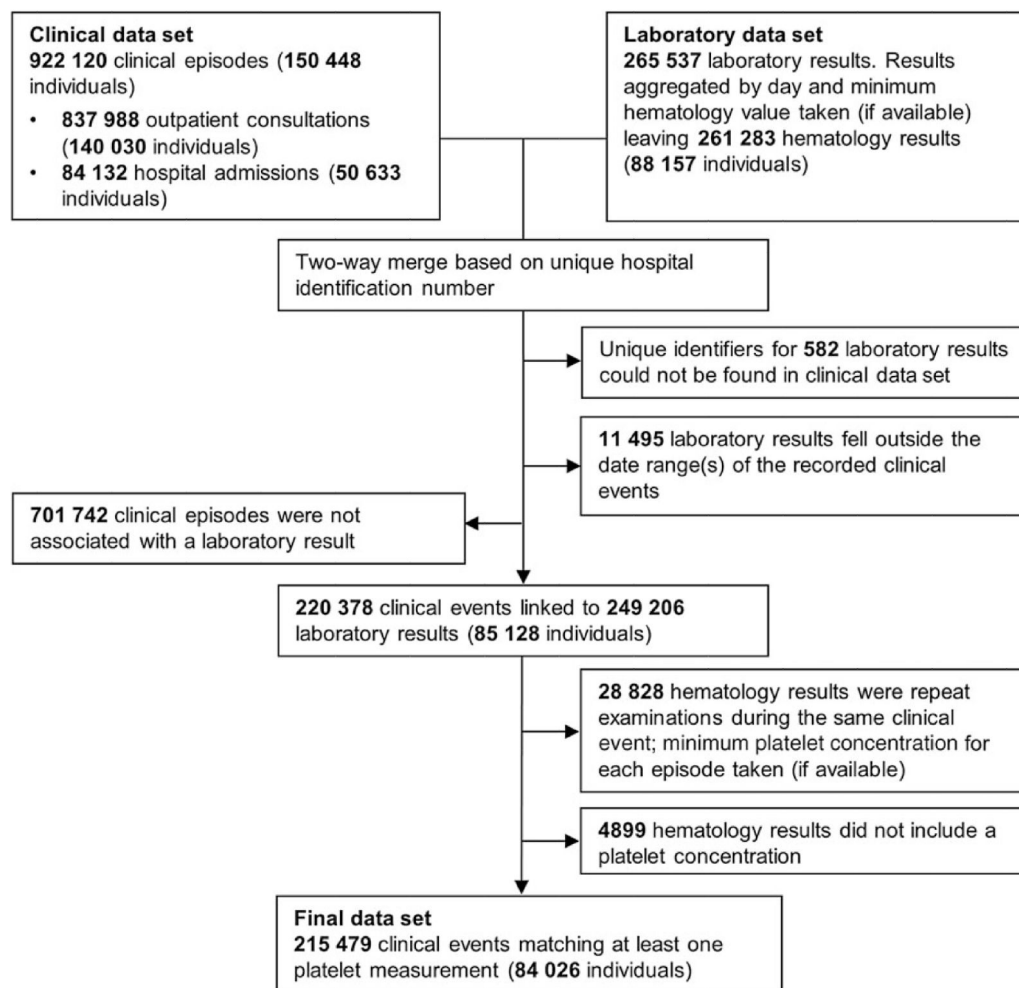 Clinical data set
922 120 clinical episodes (150 448
individuals)
• 837 988 outpatient consultations
(140 030 individuals)
• 84 132 hospital admissions (50 633
individuals)
Laboratory data set
265 537 laboratory results. Results
aggregated by day and minimum
hematology value taken (if available)
leaving 261 283 hematology results
(88 157 individuals)
Two-way merge based on unique hospital
identification number
Unique identifiers for 582 laboratory results
could not be found in clinical data set
11 495 laboratory results fell outside the
date range(s) of the recorded clinical
events
701 742 clinical episodes were not
associated with a laboratory result
220 378 clinical events linked to 249 206
laboratory results (85 128 individuals)
28 828 hematology results were repeat
examinations during the same clinical
event; minimum platelet concentration for
each episode taken (if available)
4899 hematology results did not include a
platelet concentration
Final data set
215 479 clinical events matching at least one
platelet measurement (84 026 individuals)